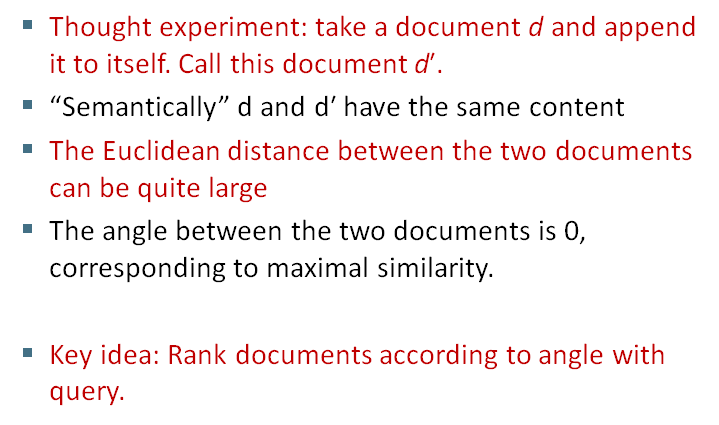 Thought experiment: take a document d and append
it to itself. Call this document d′.
“Semantically” d and d′ have the same content
The Euclidean distance between the two documents
can be quite large
The angle between the two documents is 0,
corresponding to maximal similarity.
Key idea: Rank documents according to angle with
query.